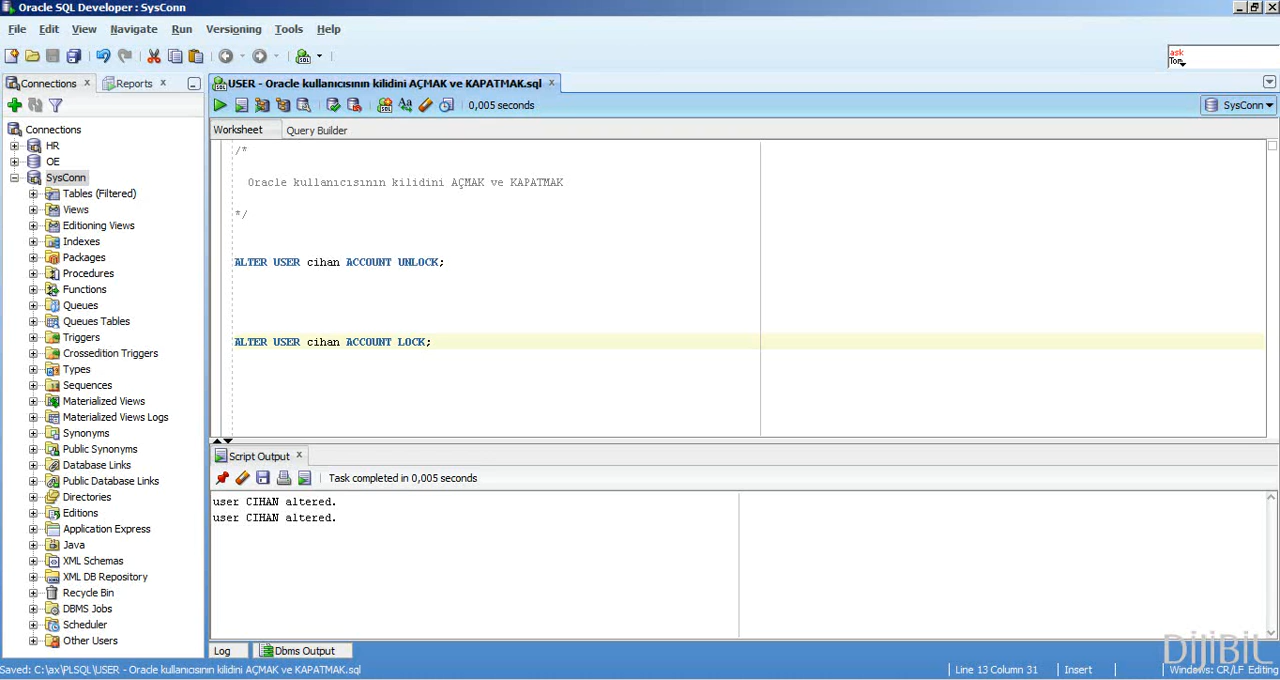 Oracle SQL Developer : SysConn
File Edit View Navigate Run Versioning Tools Help
ask
Tom
Connections Reports
USER - Oracle kullanıcısının kilidini AÇMAK ve KAPATMAK.sql
0,005 seconds
SysConn
Worksheet Query Builder
Connections
HR
OE
SysConn
Tables (Filtered)
Views
Editioning Views
Indexes
Packages
Procedures
Functions
Queues
Queues Tables
Triggers
Crossedition Triggers
Types
Sequences
Materialized Views
Materialized Views Logs
Synonyms
Public Synonyms
Database Links
Public Database Links
Directories
Editions
Application Express
Java
XML Schemas
XML DB Repository
Recycle Bin
DBMS Jobs
Scheduler
Other Users
/*
Oracle kullanıcısının kilidini AÇMAK ve KAPATMAK
*/
ALTER USER cihan ACCOUNT UNLOCK;
ALTER USER cihan ACCOUNT LOCK;
Script Output
Task completed in 0,005 seconds
user CIHAN altered.
user CIHAN altered.
Log Dbms Output
DijiBiL
Saved: C:\ax\PLSQL\USER - Oracle kullanıcısının kilidini AÇMAK ve KAPATMAK.sql
Line 13 Column 31 Insert Windows: CR/LF Editing